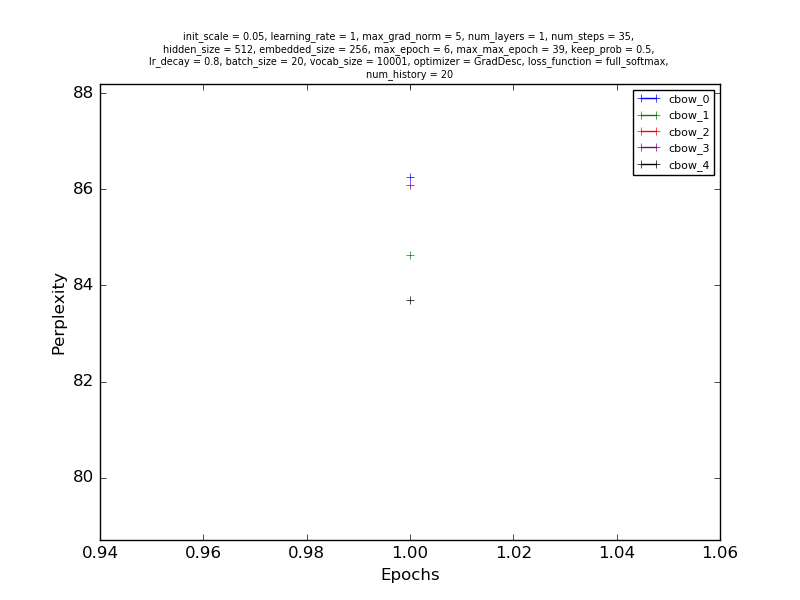 init_scale = 0.05, learning_rate = 1, max_grad_norm = 5, num_layers = 1, num_steps = 35,
hidden_size = 512, embedded_size = 256, max_epoch = 6, max_max_epoch = 39, keep_prob = 0.5,
lr_decay = 0.8, batch_size = 20, vocab_size = 10001, optimizer = GradDesc, loss_function = full_softmax,
num_history = 20
cbow_0
cbow_1
cbow_2
cbow_3
cbow_4
88
86
84
82
80
Perplexity
0.94 0.96 0.98 1.00 1.02 1.04 1.06
Epochs